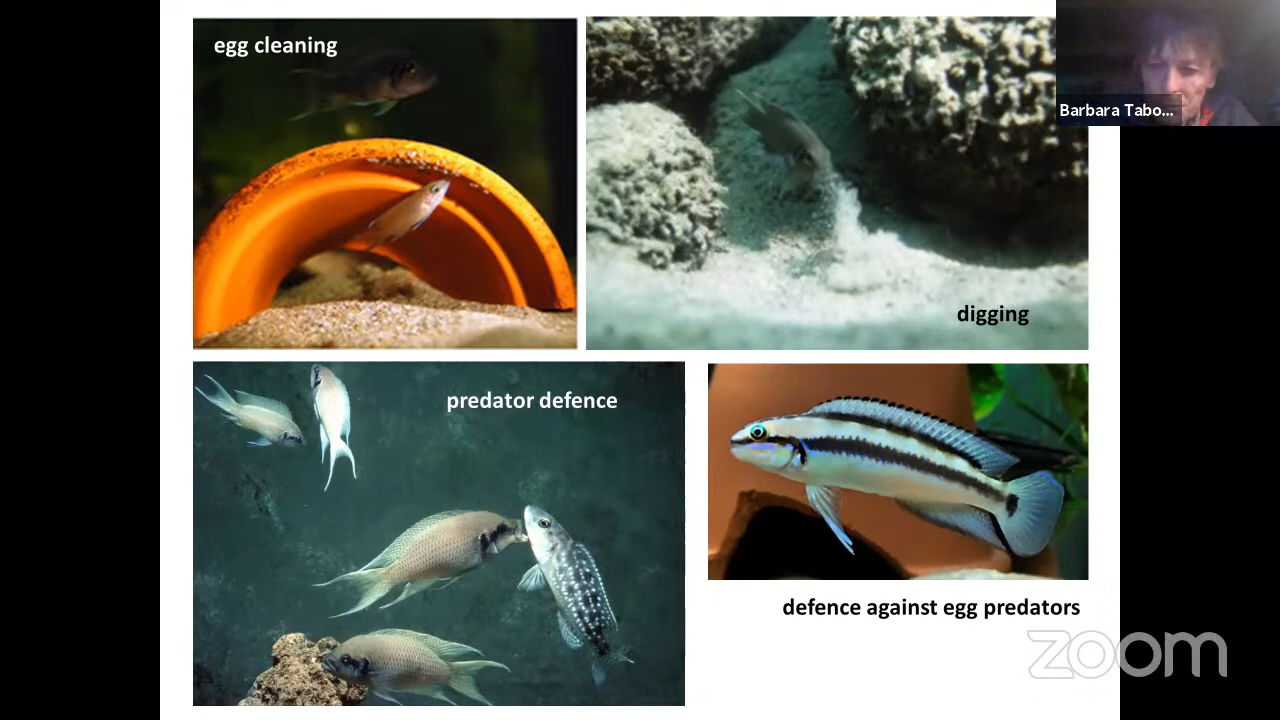 egg cleaning
Barbara Tabo...
digging
predator defence
defence against egg predators
zoom